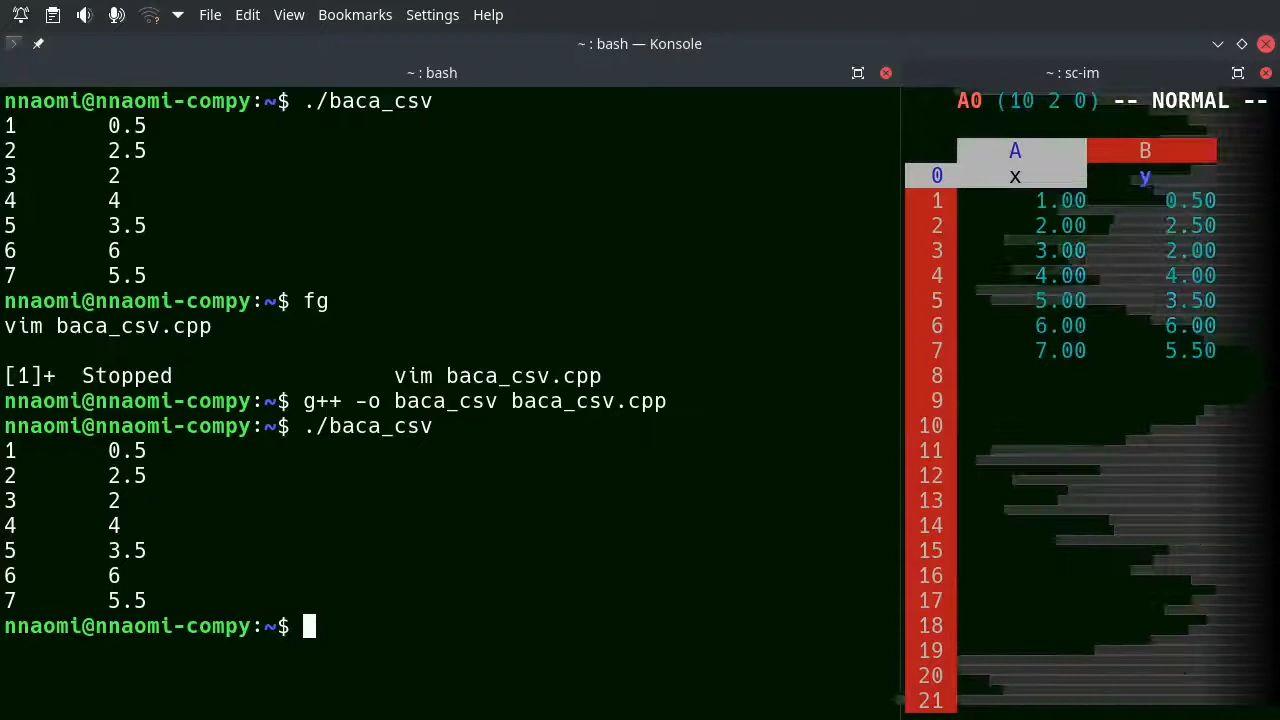 File Edit View Bookmarks Settings Help
~ : bash — Konsole
~ : bash
nnaomi@nnaomi-compy:~$ ./baca_csv
1 0.5
2 2.5
3 2
4 4
5 3.5
6 6
7 5.5
nnaomi@nnaomi-compy:~$ fg
vim baca_csv.cpp
[1]+ Stopped vim baca_csv.cpp
nnaomi@nnaomi-compy:~$ g++ -o baca_csv baca_csv.cpp
nnaomi@nnaomi-compy:~$ ./baca_csv
1 0.5
2 2.5
3 2
4 4
5 3.5
6 6
7 5.5
nnaomi@nnaomi-compy:~$
~ : sc-im
A0 (10 2 0) -- NORMAL --
A B
0 x y
1 1.00 0.50
2 2.00 2.50
3 3.00 2.00
4 4.00 4.00
5 5.00 3.50
6 6.00 6.00
7 7.00 5.50
8
9
10
11
12
13
14
15
16
17
18
19
20
21